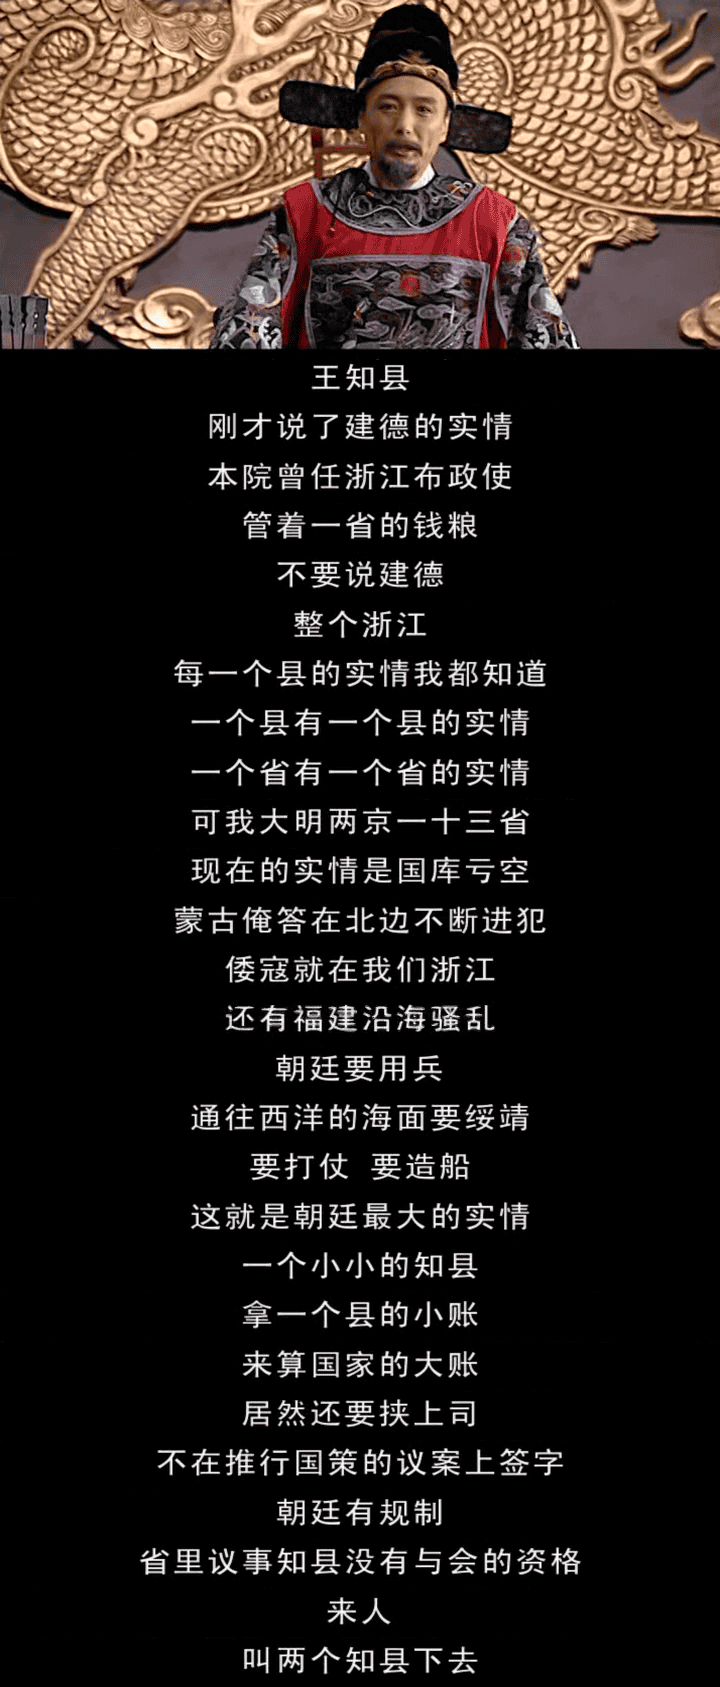 王知县
刚才说了建德的实情
本院曾任浙江布政使
管着一省的钱粮
不要说建德
整个浙江
每一个县的实情我都知道
一个县有一个县的实情
一个省有一个省的实情
可我大明两京一十三省
现在的实情是国库亏空
蒙古俺答在北边不断进犯
倭寇就在我们浙江
还有福建沿海骚乱
朝廷要用兵
通往西洋的海面要绥靖
要打仗 要造船
这就是朝廷最大的实情
一个小小的知县
拿一个县的小账
来算国家的大账
居然还要挟上司
不在推行国策的议案上签字
朝廷有规制
省里议事知县没有与会的资格
来人
叫两个知县下去